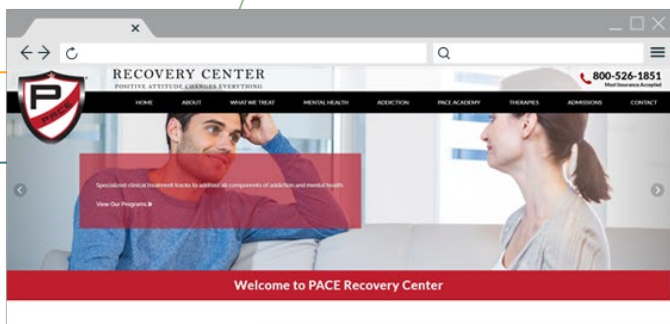 RECOVERY CENTER
POSITIVE ATTITUDE CHANGES EVERYTHING
800-526-1851
Most Insurance Accepted
P
PACE
HOME ABOUT WHAT WE TREAT MENTAL HEALTH ADDICTION PACE ACADEMY THERAPIES ADMISSIONS CONTACT
Specialized clinical treatment tracks to address all components of addiction and mental health.
View Our Programs »
Welcome to PACE Recovery Center